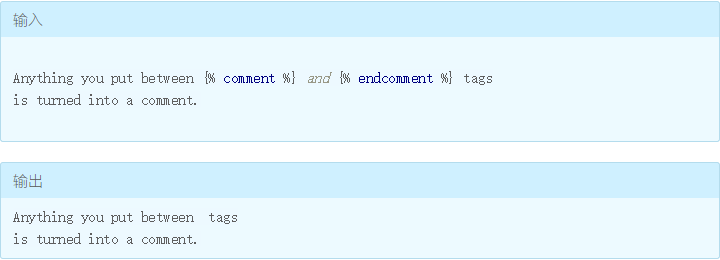 输入
Anything you put between {% comment %} and {% endcomment %} tags
is turned into a comment.
输出
Anything you put between  tags
is turned into a comment.